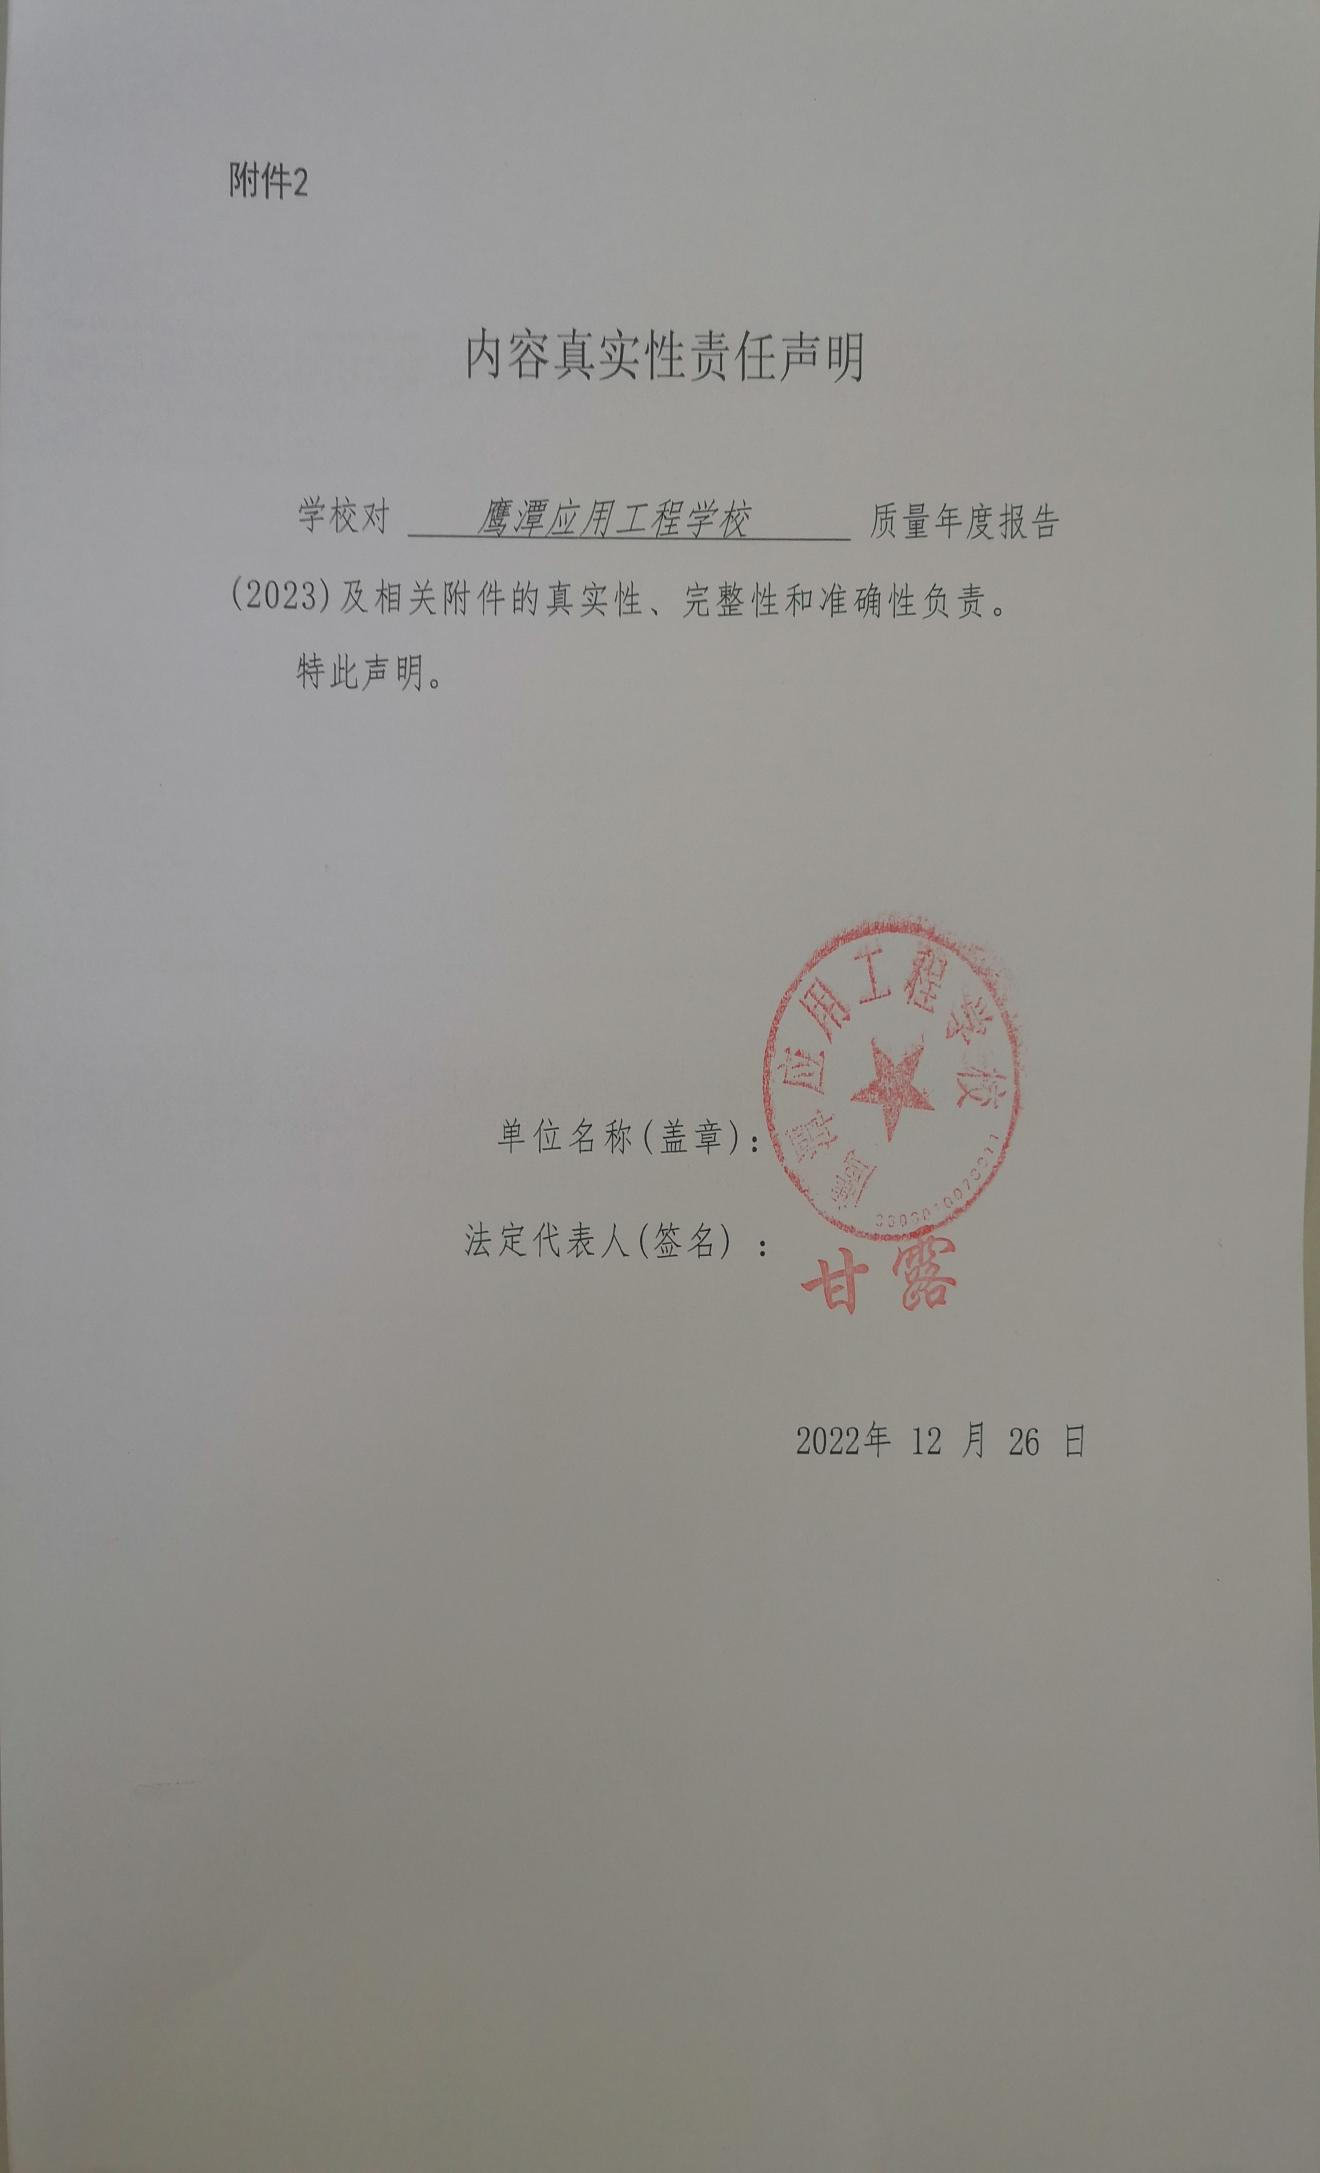 附件2
内容真实性责任声明
学校对 鹰潭应用工程学校 质量年度报告
(2023)及相关附件的真实性、完整性和准确性负责。
特此声明。
鹰潭应用工程学校
单位名称(盖章):
法定代表人(签名):
甘露
2022年 12 月 26 日